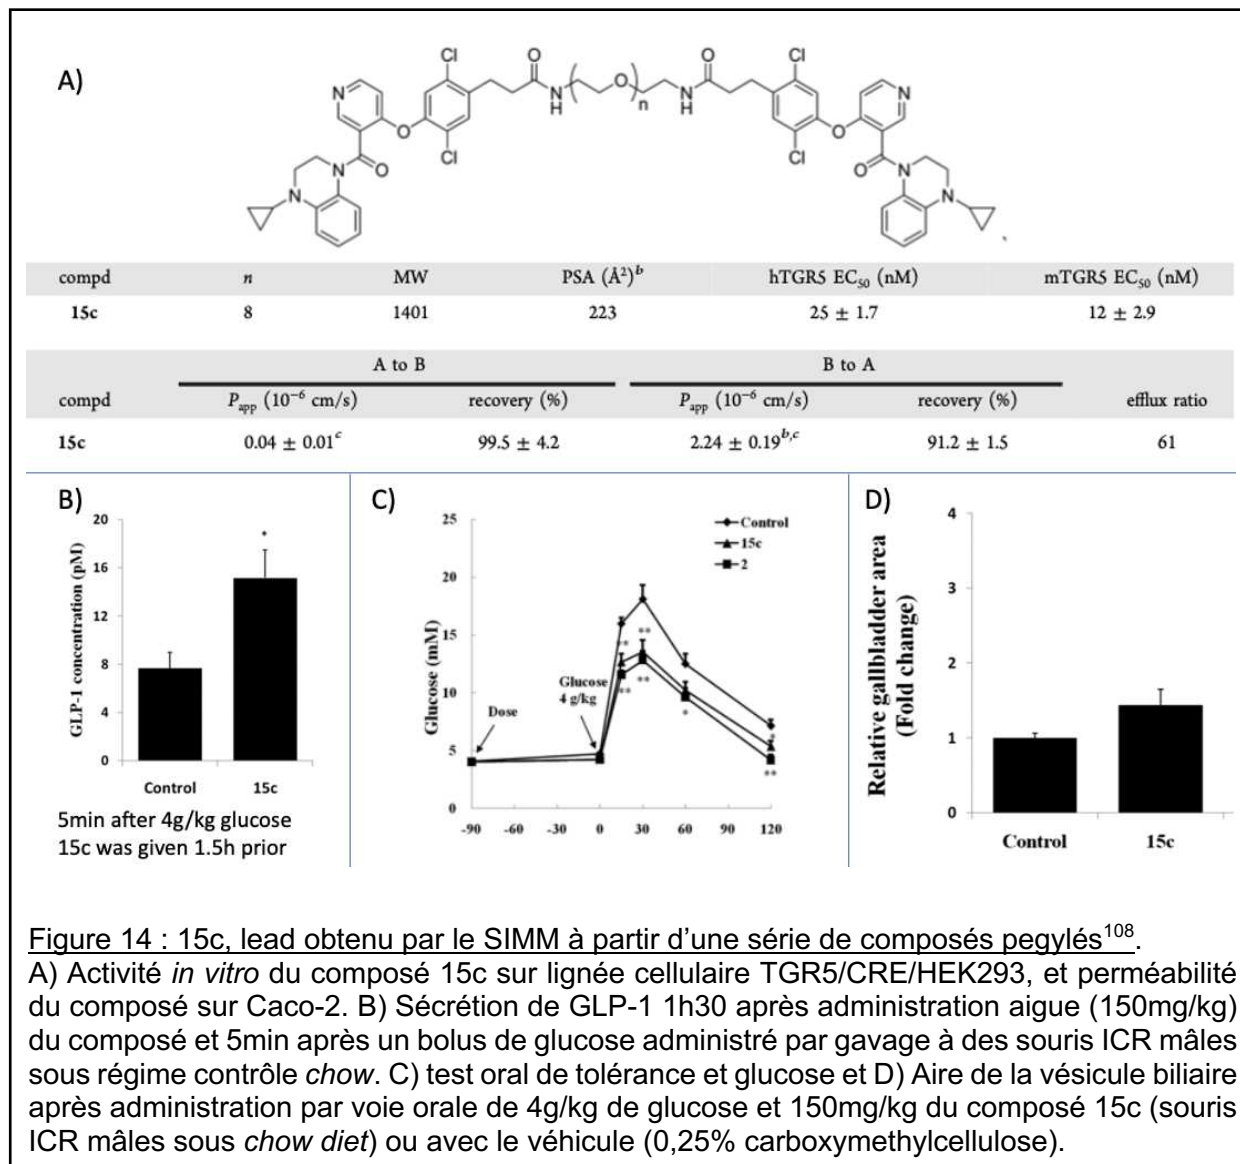 A)
Cl
O
N
H
O
n
N
H
O
Cl
N
O
Cl
Cl
O
N
N
O
N
O
N
N
compd n MW PSA (Å²)ᵇ hTGR5 EC₅₀ (nM) mTGR5 EC₅₀ (nM)
15c 8 1401 223 25 ± 1.7 12 ± 2.9
A to B B to A
compd Pₐₚₚ (10⁻⁶ cm/s) recovery (%) Pₐₚₚ (10⁻⁶ cm/s) recovery (%) efflux ratio
15c 0.04 ± 0.01ᶜ 99.5 ± 4.2 2.24 ± 0.19ᵇ,ᶜ 91.2 ± 1.5 61
B)
GLP-1 concentration (pM)
20
16
12
8
4
0
*
Control 15c
5min after 4g/kg glucose
15c was given 1.5h prior
C)
Glucose (mM)
25
20
15
10
5
0
Control
15c
2
Dose
Glucose
4 g/kg
**
**
**
**
*
*
**
-90 -60 -30 0 30 60 90 120
D)
Relative gallbladder area
(Fold change)
4
3
2
1
0
Control 15c
Figure 14 : 15c, lead obtenu par le SIMM à partir d’une série de composés pegylés¹⁰⁸.
A) Activité in vitro du composé 15c sur lignée cellulaire TGR5/CRE/HEK293, et perméabilité
du composé sur Caco-2. B) Sécrétion de GLP-1 1h30 après administration aigue (150mg/kg)
du composé et 5min après un bolus de glucose administré par gavage à des souris ICR mâles
sous régime contrôle chow. C) test oral de tolérance et glucose et D) Aire de la vésicule biliaire
après administration par voie orale de 4g/kg de glucose et 150mg/kg du composé 15c (souris
ICR mâles sous chow diet) ou avec le véhicule (0,25% carboxymethylcellulose).